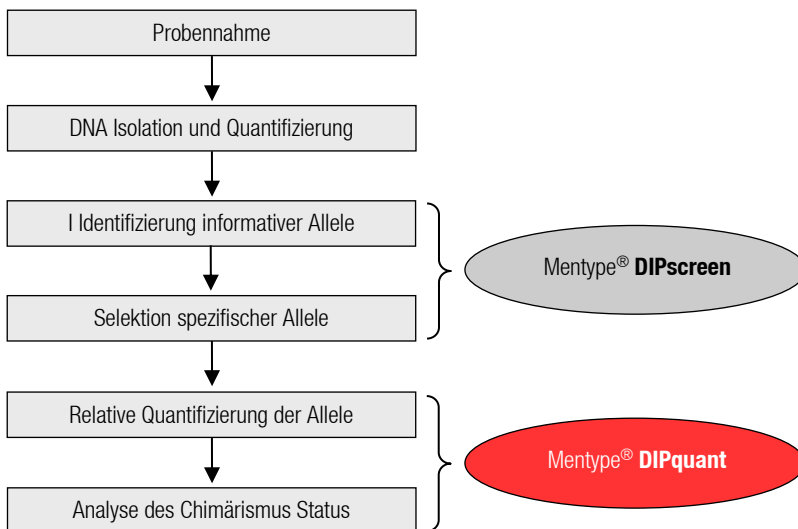 Probennahme
DNA Isolation und Quantifizierung
I Identifizierung informativer Allele
Mentype® DIPscreen
Selektion spezifischer Allele
Relative Quantifizierung der Allele
Mentype® DIPquant
Analyse des Chimärismus Status